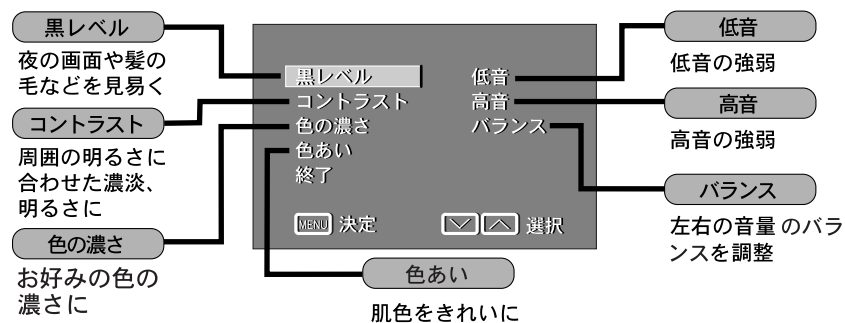 黒レベル
夜の画面や髪の
毛などを見易く
コントラスト
周囲の明るさに
合わせた濃淡、
明るさに
色の濃さ
お好みの色の
濃さに
黒レベル
コントラスト
色の濃さ
色あい
終了
低音
高音
バランス
MENU 決定
選択
色あい
肌色をきれいに
低音
低音の強弱
高音
高音の強弱
バランス
左右の音量のバラ
ンスを調整